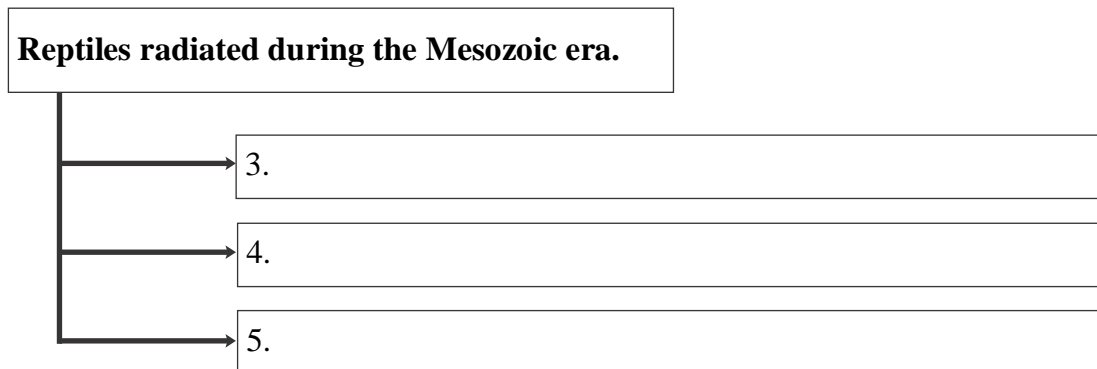 Reptiles radiated during the Mesozoic era.
3.
4.
5.